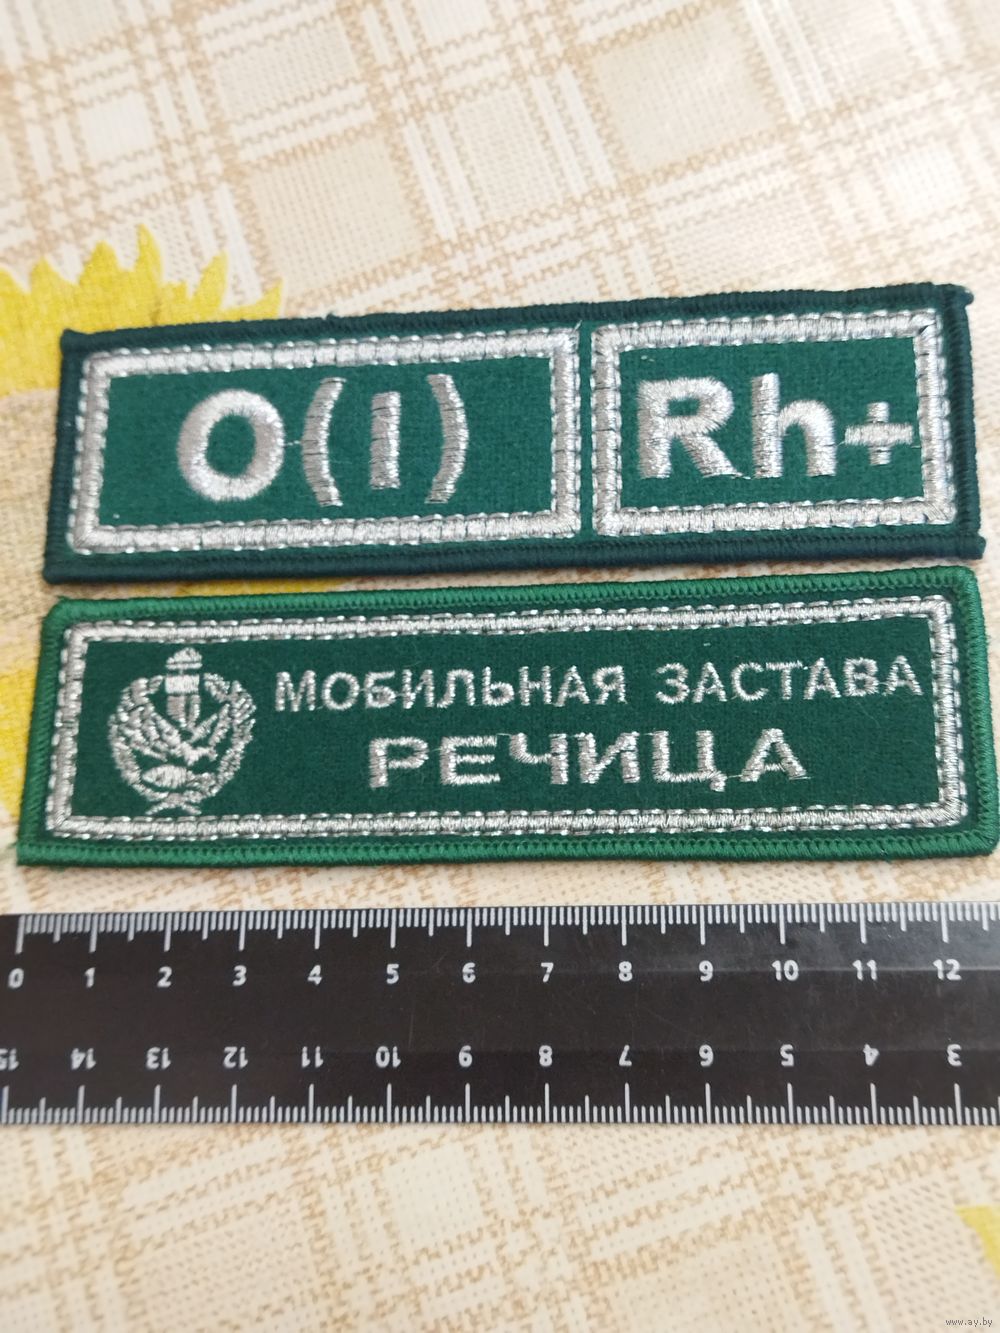 O(I) Rh+
МОБИЛЬНАЯ ЗАСТАВА
РЕЧИЦА
0 1 2 3 4 5 6 7 8 9 10 11 12
15 14 13 12 11 10 9 8 7 6 5 4 3
www.ay.by